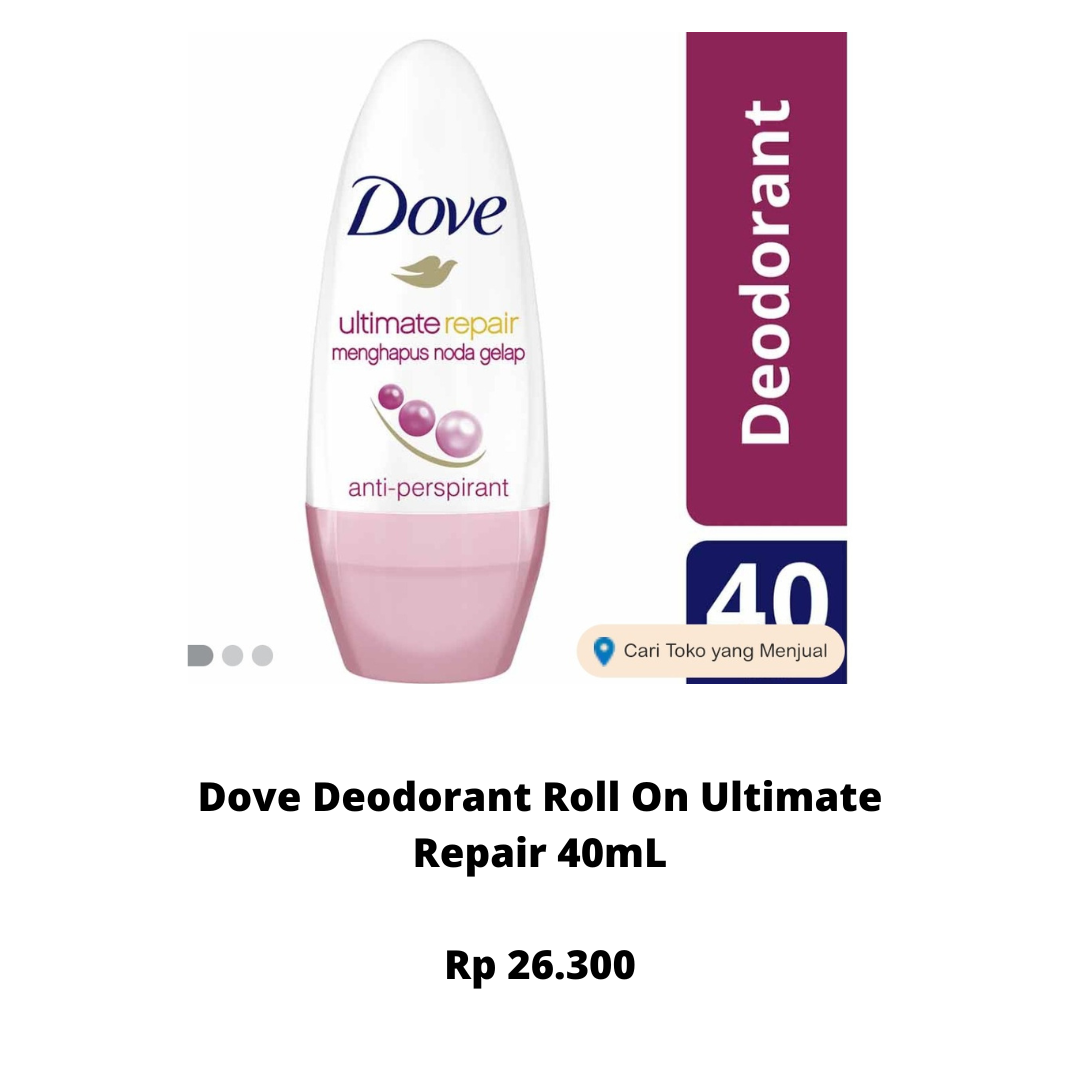 Dove
ultimate repair
menghapus noda gelap
anti-perspirant
Deodorant
40
Cari Toko yang Menjual
Dove Deodorant Roll On Ultimate
Repair 40mL
Rp 26.300